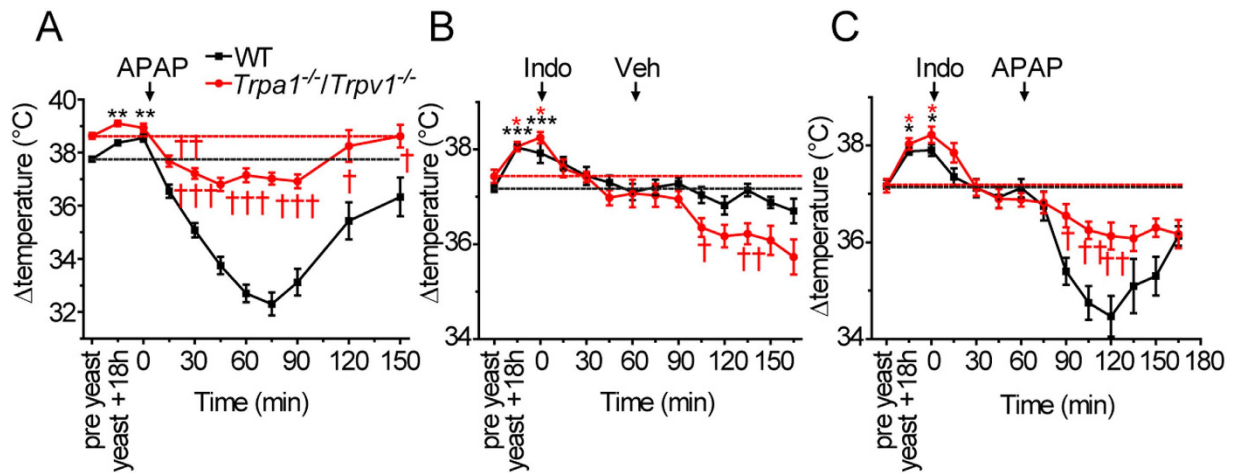 A
B
C
WT
Trpa1-/-/Trpv1-/-
APAP
Indo
Veh
Indo
APAP
** **
*
*
***
***
*
*
*
*
Δtemperature (°C)
40
38
36
34
32
††
†††
†††
†††
†
†
pre yeast
yeast +18h
0
30
60
90
120
150
Time (min)
Δtemperature (°C)
38
36
34
†
††
pre yeast
yeast +18h
0
30
60
90
120
150
Time (min)
Δtemperature (°C)
38
36
34
†
††
††
pre yeast
yeast +18h
0
30
60
90
120
150
180
Time (min)